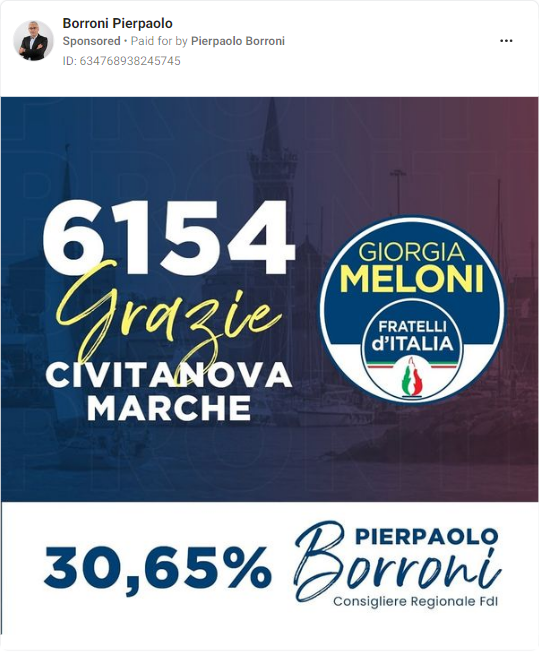 Borroni Pierpaolo
Sponsored • Paid for by Pierpaolo Borroni
ID: 634768938245745
6154
Grazie
CIVITANOVA
MARCHE
GIORGIA
MELONI
FRATELLI
d'ITALIA
30,65%
PIERPAOLO
Borroni
Consigliere Regionale FdI